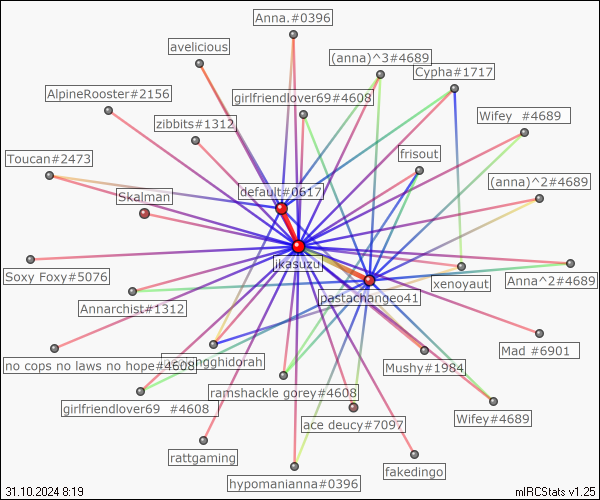 Anna.#0396
avelicious
(anna)^3#4689
Cypha#1717
AlpineRooster#2156
girlfriendlover69#4608
Wifey #4689
zibbits#1312
Toucan#2473
frisout
(anna)^2#4689
Skalman
default#0617
ikasuzu
Soxy Foxy#5076
xenoyaut
Anna^2#4689
pastachangeo41
Annarchist#1312
Mad #6901
no cops no laws no hope#4608
Mushy#1984
ramshackle gorey#4608
girlfriendlover69 #4608
Wifey#4689
ace deucy#7097
rattgaming
fakedingo
hypomanianna#0396
31.10.2024 8:19
mIRCStats v1.25